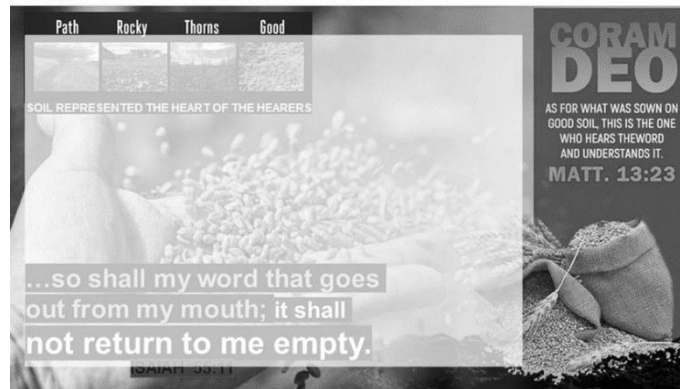 Path Rocky Thorns Good
SOIL REPRESENTED THE HEART OF THE HEARERS
...so shall my word that goes
out from my mouth; it shall
not return to me empty.
ISAIAH 55:11
CORAM
DEO
AS FOR WHAT WAS SOWN ON
GOOD SOIL, THIS IS THE ONE
WHO HEARS THEWORD
AND UNDERSTANDS IT.
MATT. 13:23